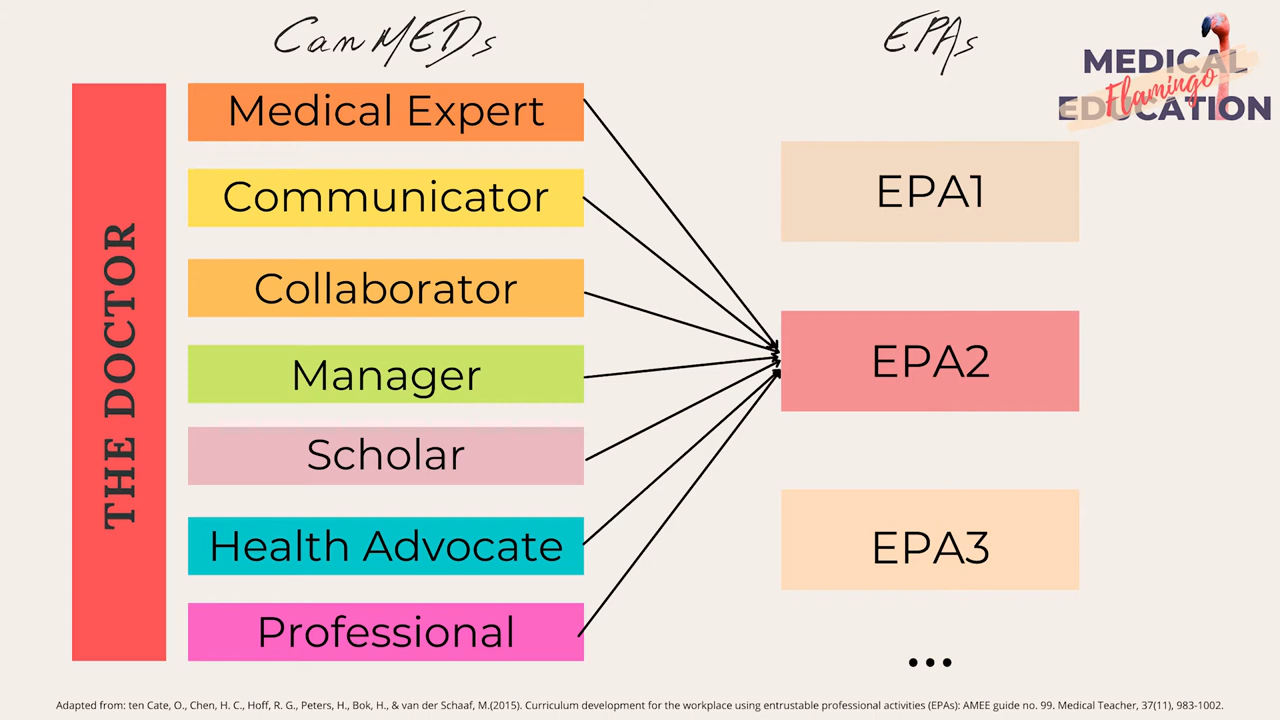 CanMEDs
EPAs
MEDICAL
Flamingo
EDUCATION
THE DOCTOR
Medical Expert
Communicator
Collaborator
Manager
Scholar
Health Advocate
Professional
EPA1
EPA2
EPA3
...
Adapted from: ten Cate, O., Chen, H. C., Hoff, R. G., Peters, H., Bok, H., & van der Schaaf, M.(2015). Curriculum development for the workplace using entrustable professional activities (EPAs): AMEE guide no. 99. Medical Teacher, 37(11), 983-1002.